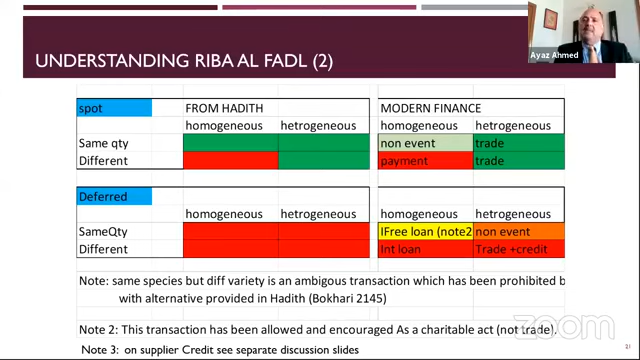 UNDERSTANDING RIBA AL FADL (2)
Ayaz Ahmed
spot FROM HADITH MODERN FINANCE
homogeneous hetrogeneous homogeneous hetrogeneous
Same qty non event trade
Different payment trade
Deferred
homogeneous hetrogeneous homogeneous hetrogeneous
SameQty IFree loan (note2 non event
Different Int loan Trade +credit
Note: same species but diff variety is an ambigous transaction which has been prohibited b
with alternative provided in Hadith (Bokhari 2145)
Note 2: This transaction has been allowed and encouraged As a charitable act (not trade).
Note 3: on supplier Credit see separate discussion slides
zoom
21